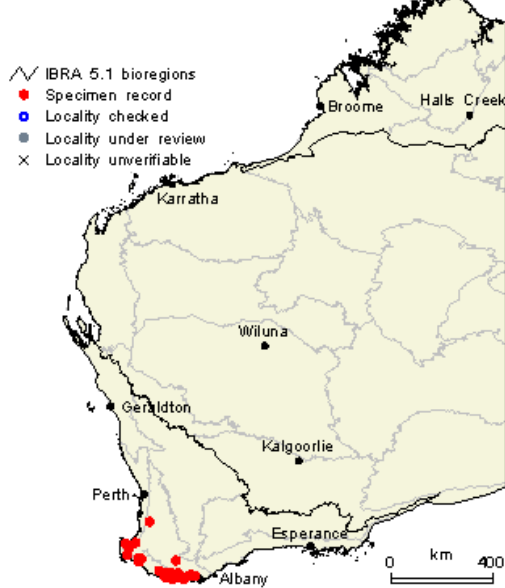 IBRA 5.1 bioregions
Specimen record
Locality checked
Locality under review
Locality unverifiable
Broome
Halls Creek
Karratha
Wiluna
Geraldton
Kalgoorlie
Perth
Esperance
Albany
km
0 400